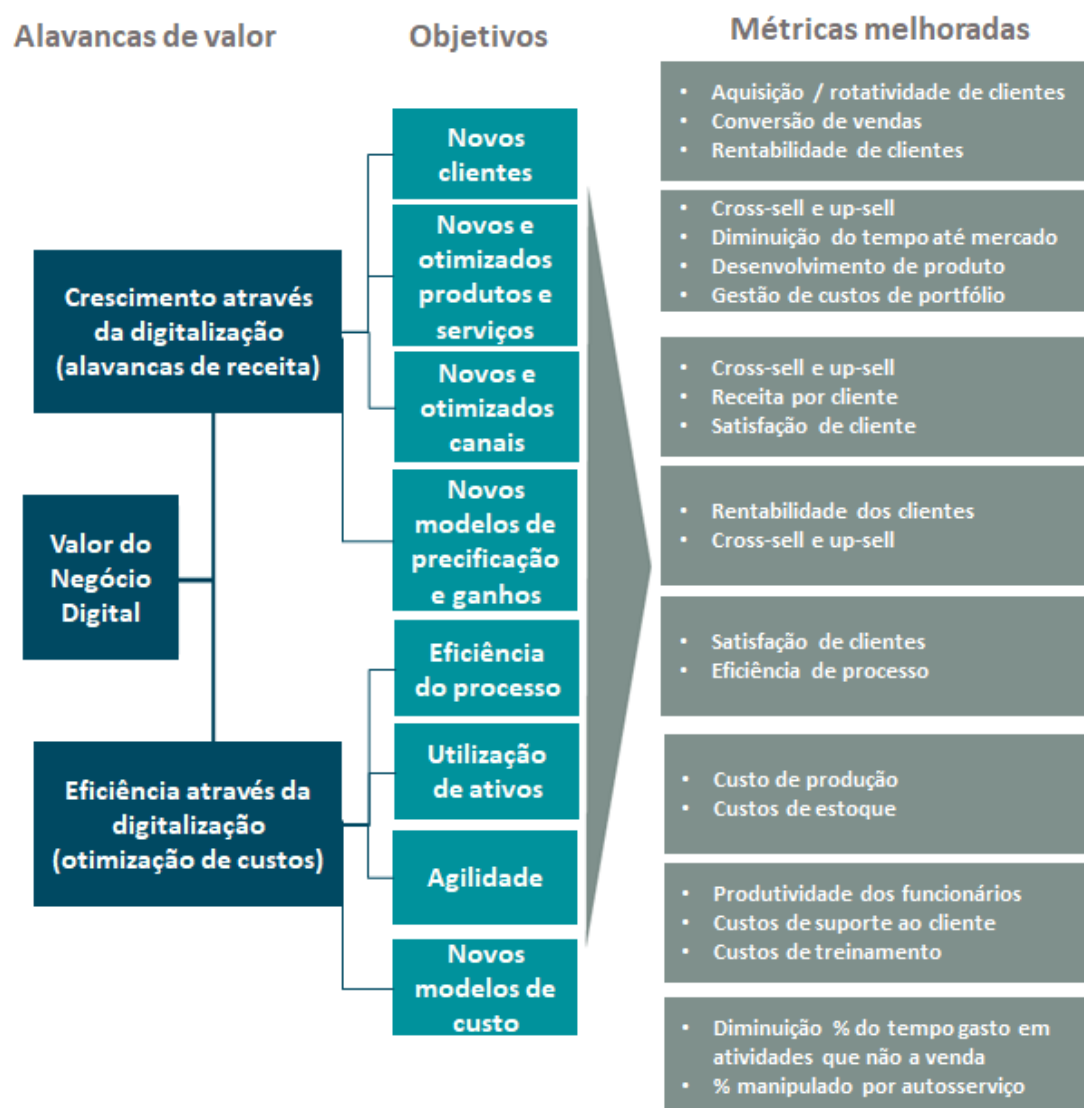 Alavancas de valor
Objetivos
Métricas melhoradas
Valor do
Negócio
Digital
Crescimento através
da digitalização
(alavancas de receita)
Eficiência através da
digitalização
(otimização de custos)
Novos
clientes
Novos e
otimizados
produtos e
serviços
Novos e
otimizados
canais
Novos
modelos de
precificação
e ganhos
Eficiência
do processo
Utilização
de ativos
Agilidade
Novos
modelos de
custo
• Aquisição / rotatividade de clientes
• Conversão de vendas
• Rentabilidade de clientes
• Cross-sell e up-sell
• Diminuição do tempo até mercado
• Desenvolvimento de produto
• Gestão de custos de portfólio
• Cross-sell e up-sell
• Receita por cliente
• Satisfação de cliente
• Rentabilidade dos clientes
• Cross-sell e up-sell
• Satisfação de clientes
• Eficiência de processo
• Custo de produção
• Custos de estoque
• Produtividade dos funcionários
• Custos de suporte ao cliente
• Custos de treinamento
• Diminuição % do tempo gasto em
atividades que não a venda
• % manipulado por autosserviço